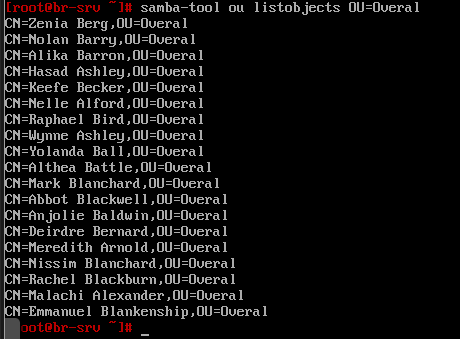 [root@br-srv ~]# samba-tool ou listobjects OU=Overal
CN=Zenia Berg,OU=Overal
CN=Nolan Barry,OU=Overal
CN=Alika Barron,OU=Overal
CN=Hasad Ashley,OU=Overal
CN=Keefe Becker,OU=Overal
CN=Nelle Alford,OU=Overal
CN=Raphael Bird,OU=Overal
CN=Wynne Ashley,OU=Overal
CN=Yolanda Ball,OU=Overal
CN=Althea Battle,OU=Overal
CN=Mark Blanchard,OU=Overal
CN=Abbot Blackwell,OU=Overal
CN=Anjolie Baldwin,OU=Overal
CN=Deirdre Bernard,OU=Overal
CN=Meredith Arnold,OU=Overal
CN=Nissim Blanchard,OU=Overal
CN=Rachel Blackburn,OU=Overal
CN=Malachi Alexander,OU=Overal
CN=Emmanuel Blankenship,OU=Overal
oot@br-srv ~]# _